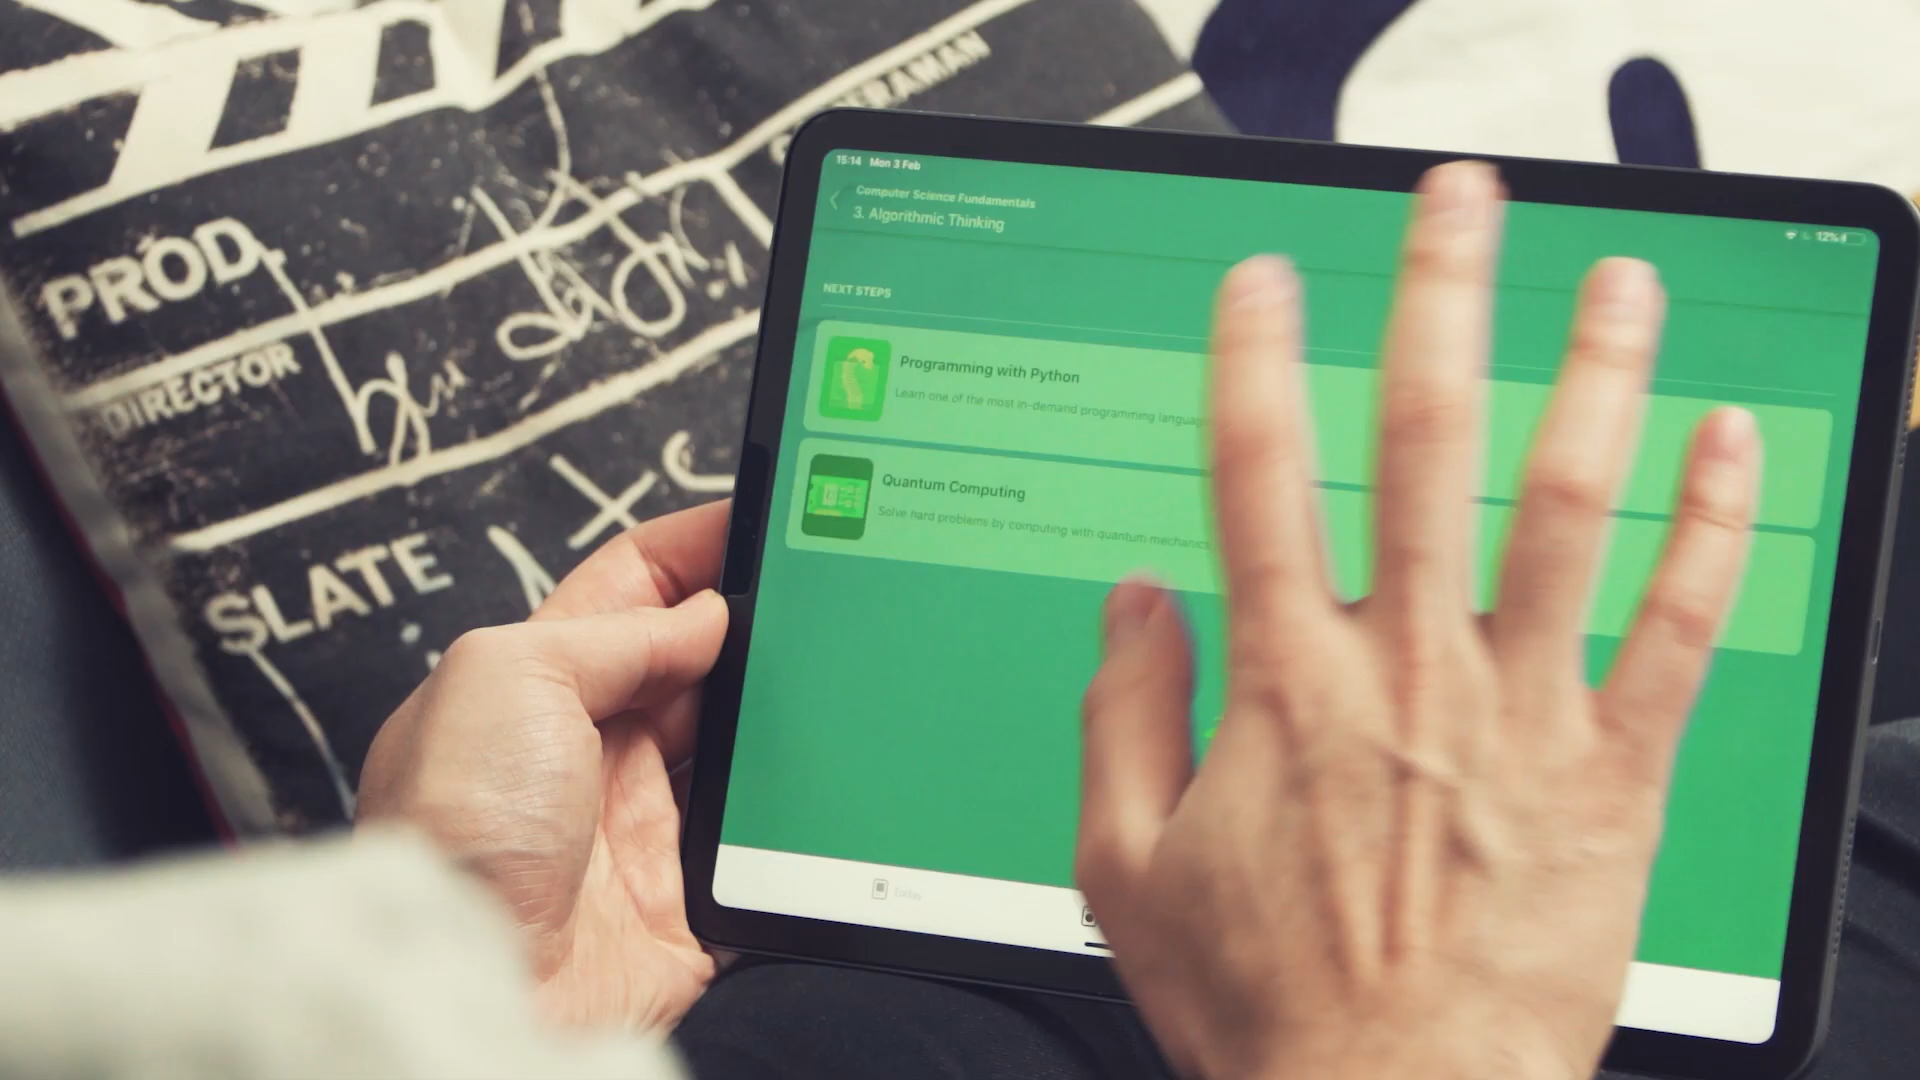 PROD.
DIRECTOR
SLATE
15:14 Mon 3 Feb
12%
Computer Science Fundamentals
3. Algorithmic Thinking
NEXT STEPS
Programming with Python
Learn one of the most in-demand programming
Quantum Computing
Solve hard problems by computing with quantum mechanics
Today